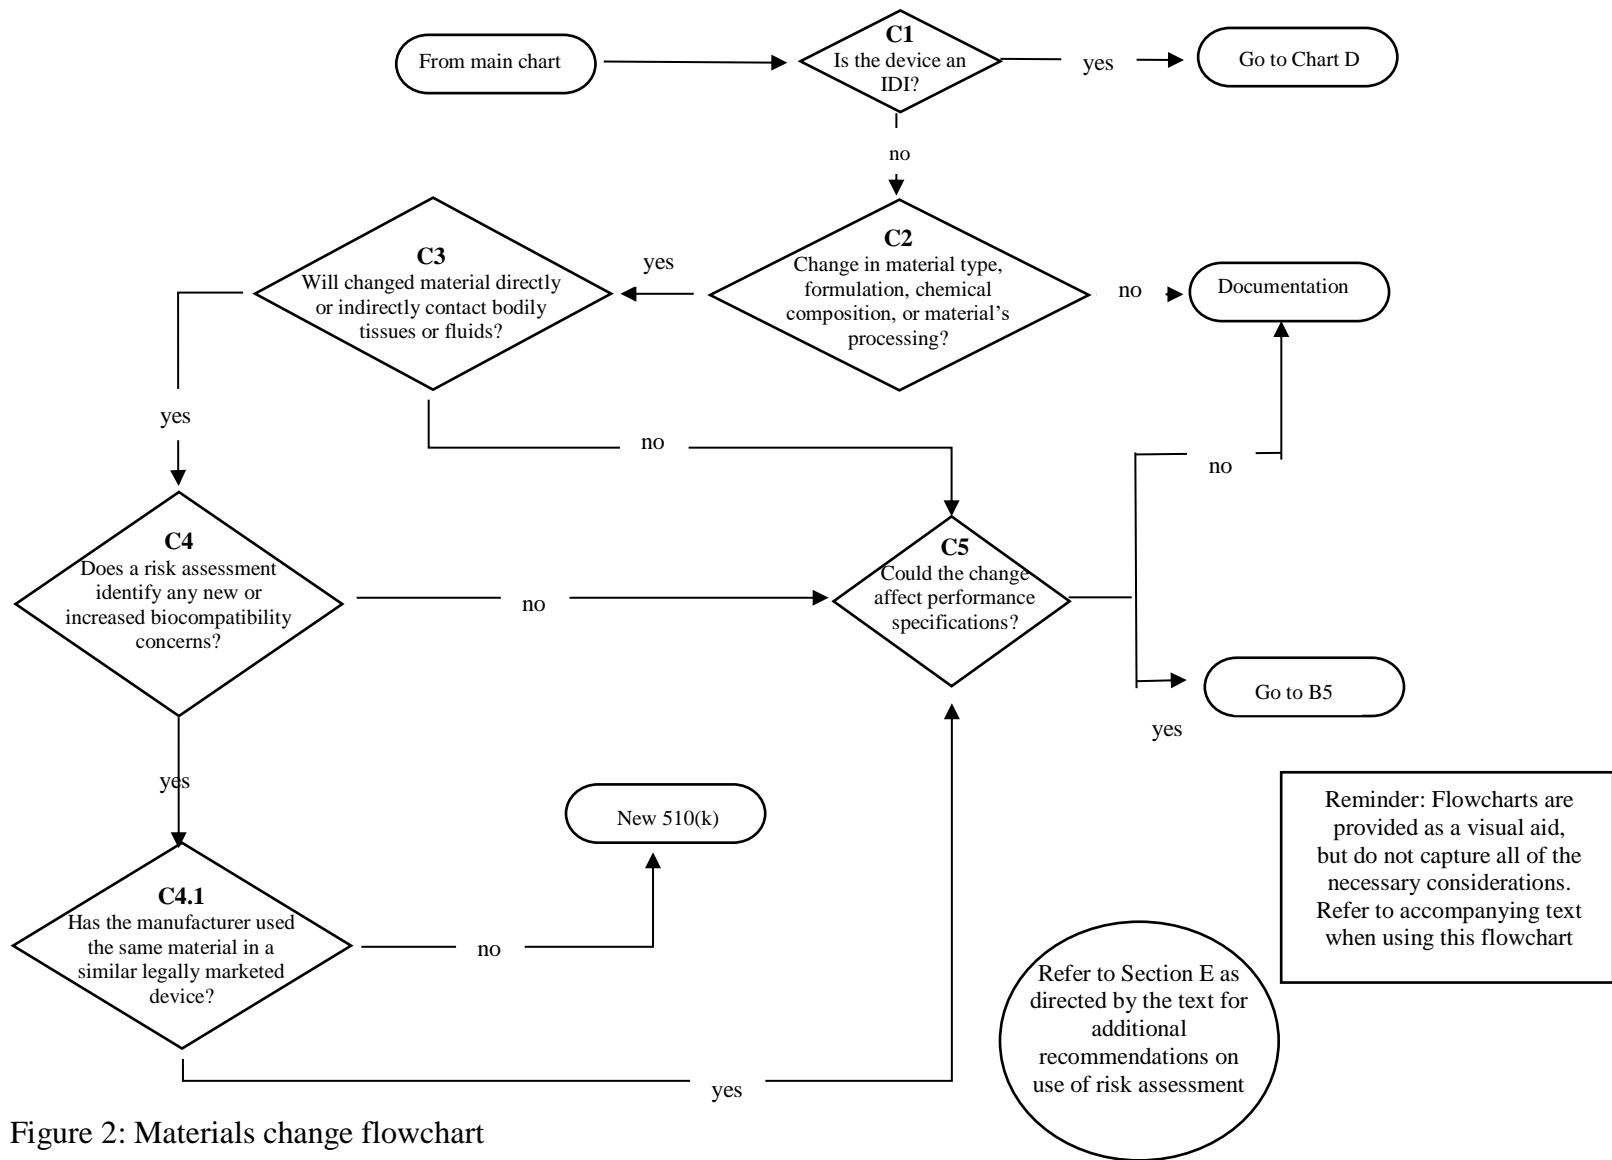 From main chart
C1
Is the device an
IDI?
yes
Go to Chart D
no
C3
Will changed material directly
or indirectly contact bodily
tissues or fluids?
yes
C2
Change in material type,
formulation, chemical
composition, or material’s
processing?
no
Documentation
yes
no
no
C4
Does a risk assessment
identify any new or
increased biocompatibility
concerns?
no
C5
Could the change
affect performance
specifications?
Go to B5
yes
yes
New 510(k)
C4.1
Has the manufacturer used
the same material in a
similar legally marketed
device?
no
yes
Reminder: Flowcharts are
provided as a visual aid,
but do not capture all of the
necessary considerations.
Refer to accompanying text
when using this flowchart
Refer to Section E as
directed by the text for
additional
recommendations on
use of risk assessment
Figure 2: Materials change flowchart